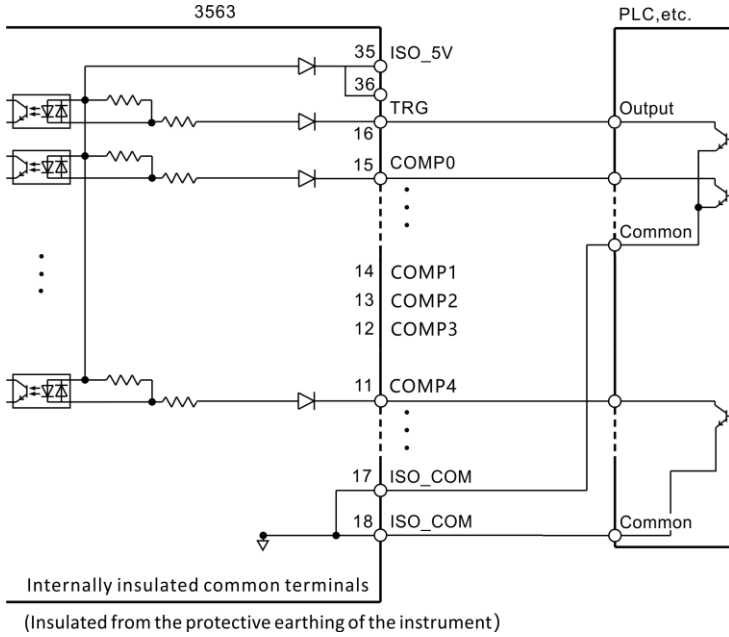 3563
PLC,etc.
35 ISO_5V
36
TRG
Output
16
15 COMP0
Common
14 COMP1
13 COMP2
12 COMP3
11 COMP4
17 ISO_COM
18 ISO_COM
Common
Internally insulated common terminals
(Insulated from the protective earthing of the instrument)